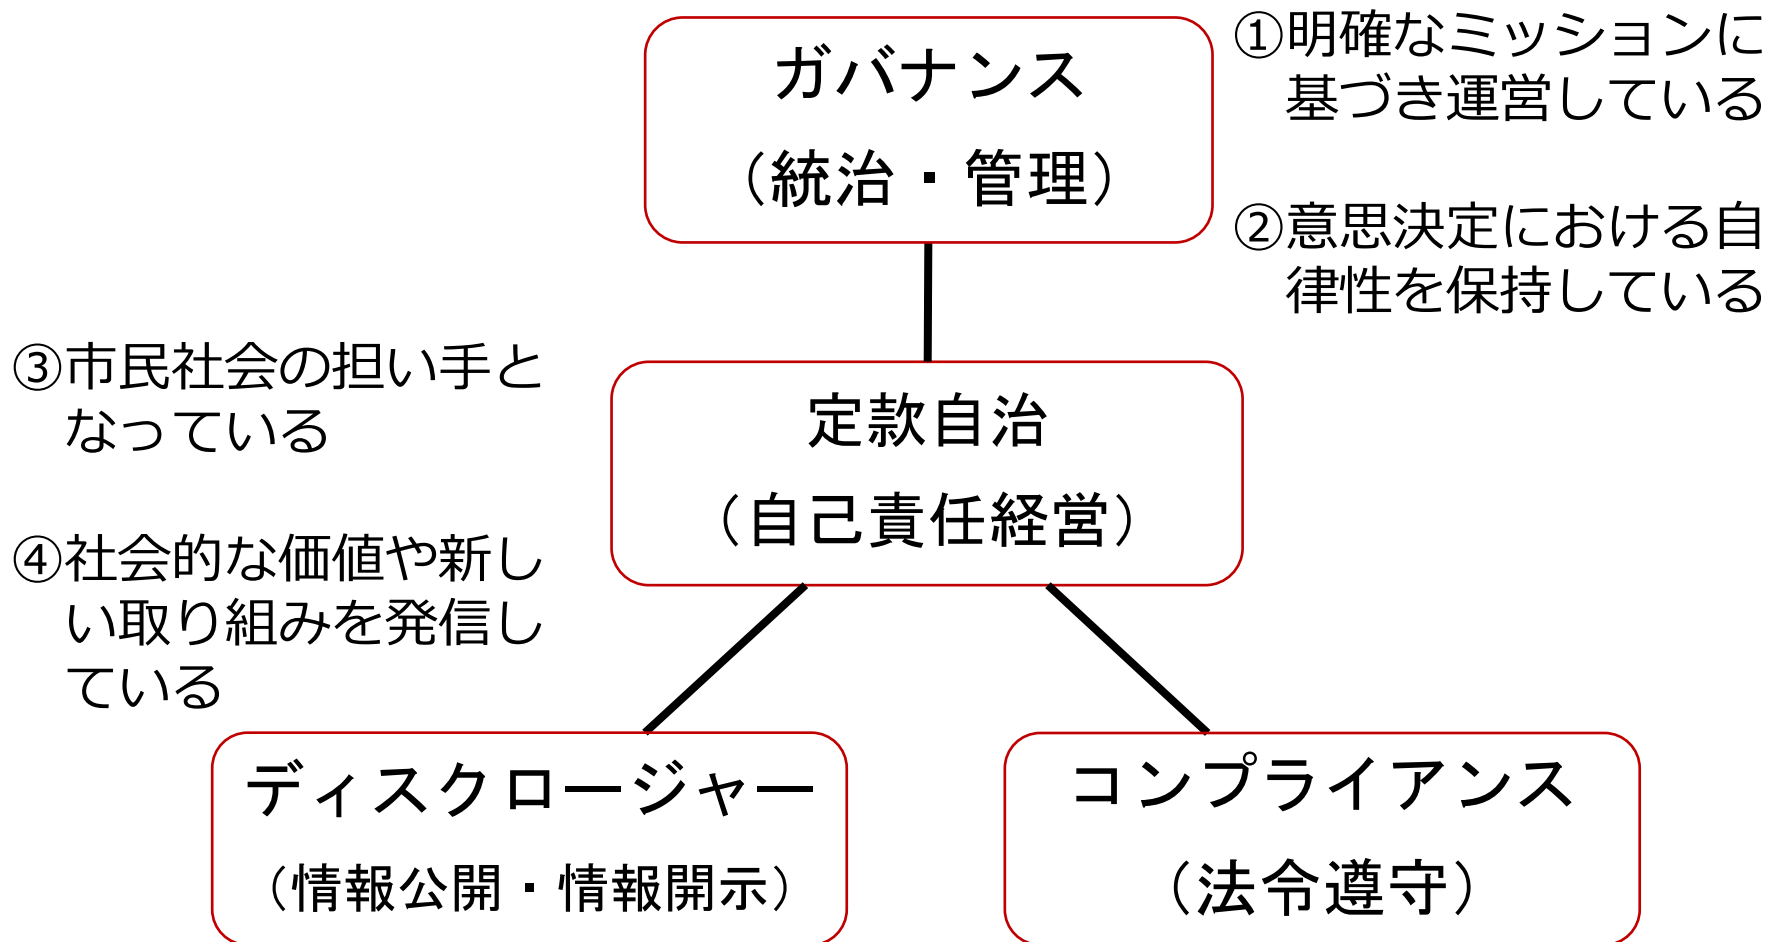 ガバナンス
（統治・管理）
①明確なミッションに
基づき運営している
②意思決定における自
律性を保持している
③市民社会の担い手と
なっている
④社会的な価値や新し
い取り組みを発信し
ている
定款自治
（自己責任経営）
ディスクロージャー
（情報公開・情報開示）
コンプライアンス
（法令遵守）